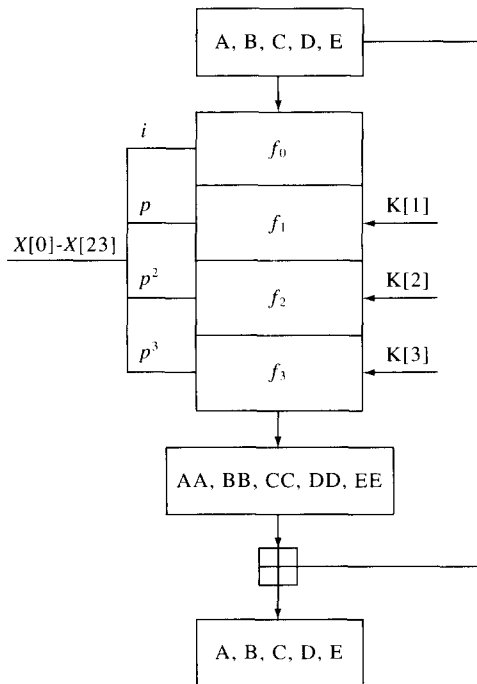 A, B, C, D, E
i
f₀
p
f₁
K[1]
X[0]-X[23]
p²
f₂
K[2]
p³
f₃
K[3]
AA, BB, CC, DD, EE
A, B, C, D, E